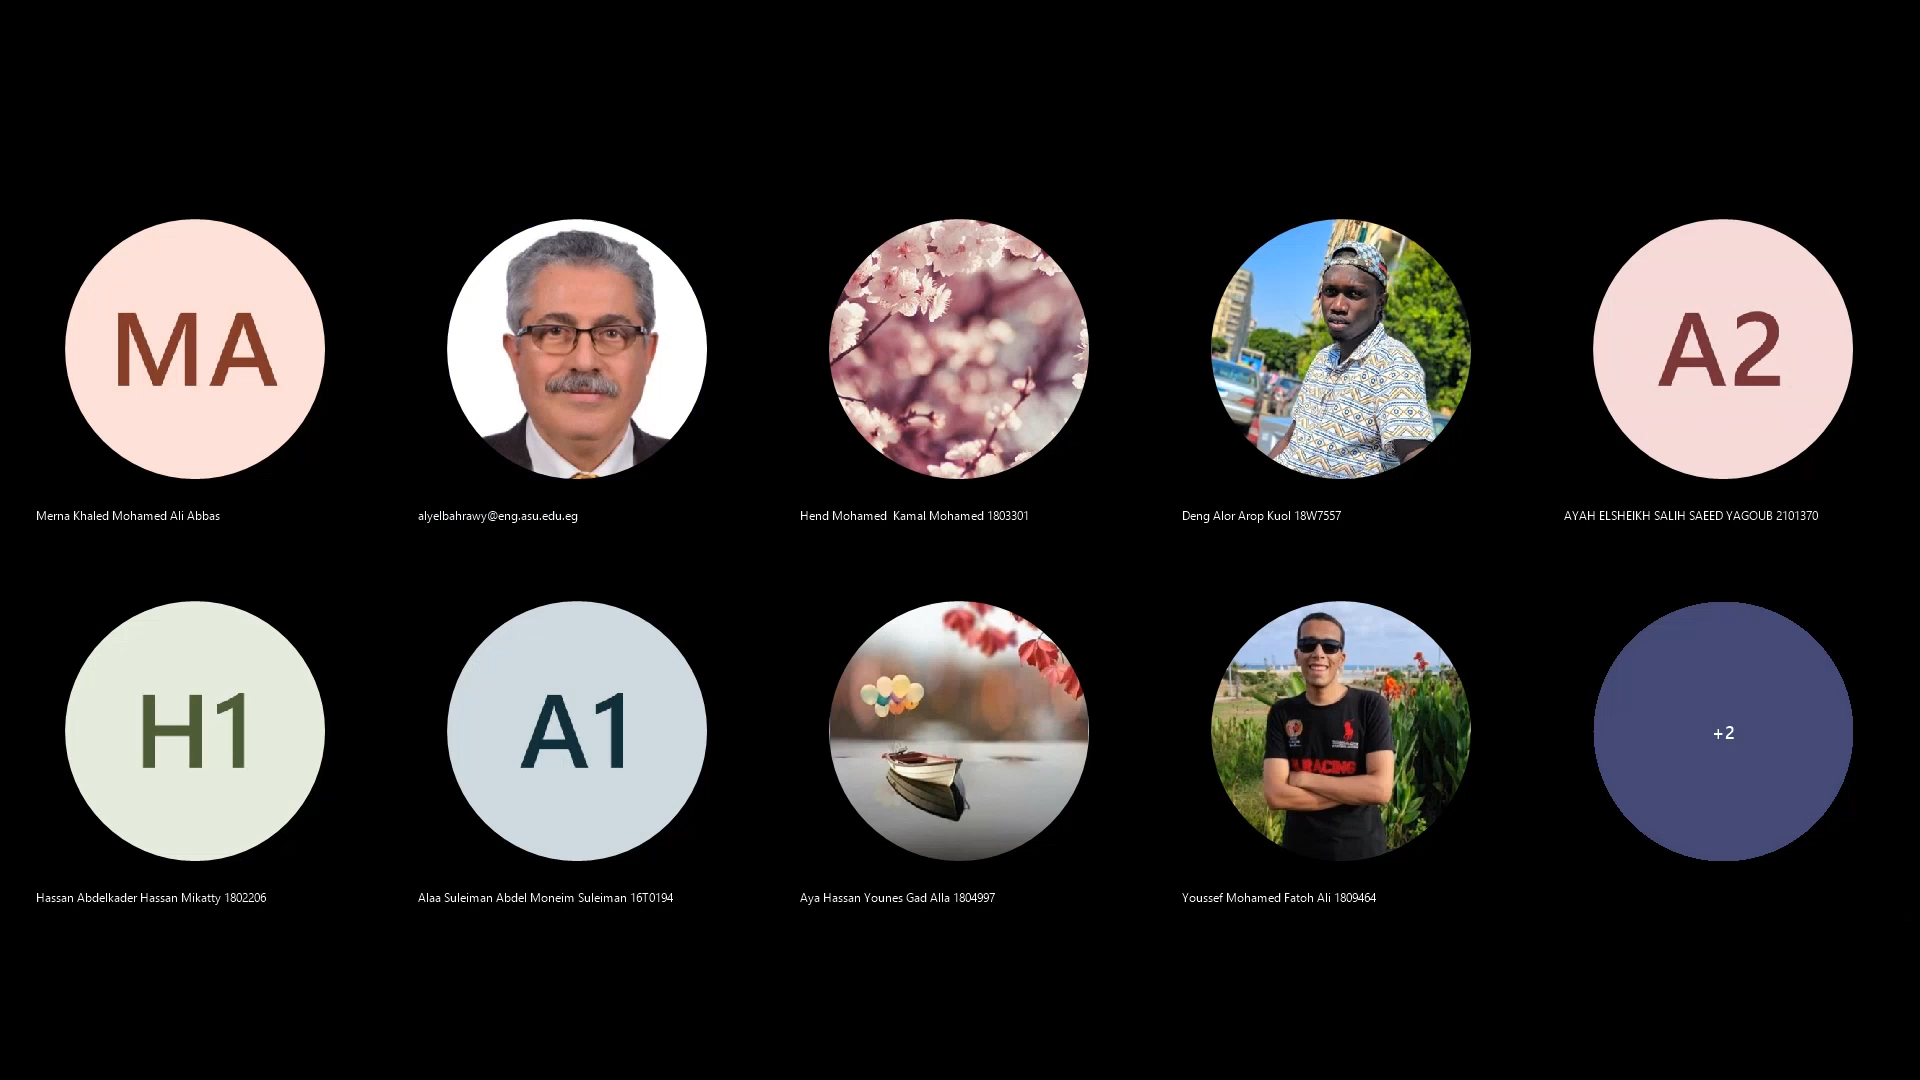 MA
A2
Merna Khaled Mohamed Ali Abbas
alyelbahrawy@eng.asu.edu.eg
Hend Mohamed  Kamal Mohamed 1803301
Deng Alor Arop Kuol 18W7557
AYAH ELSHEIKH SALIH SAEED YAGOUB 2101370
H1
A1
RACING
+2
Hassan Abdelkader Hassan Mikatty 1802206
Alaa Suleiman Abdel Moneim Suleiman 16T0194
Aya Hassan Younes Gad Alla 1804997
Youssef Mohamed Fatoh Ali 1809464